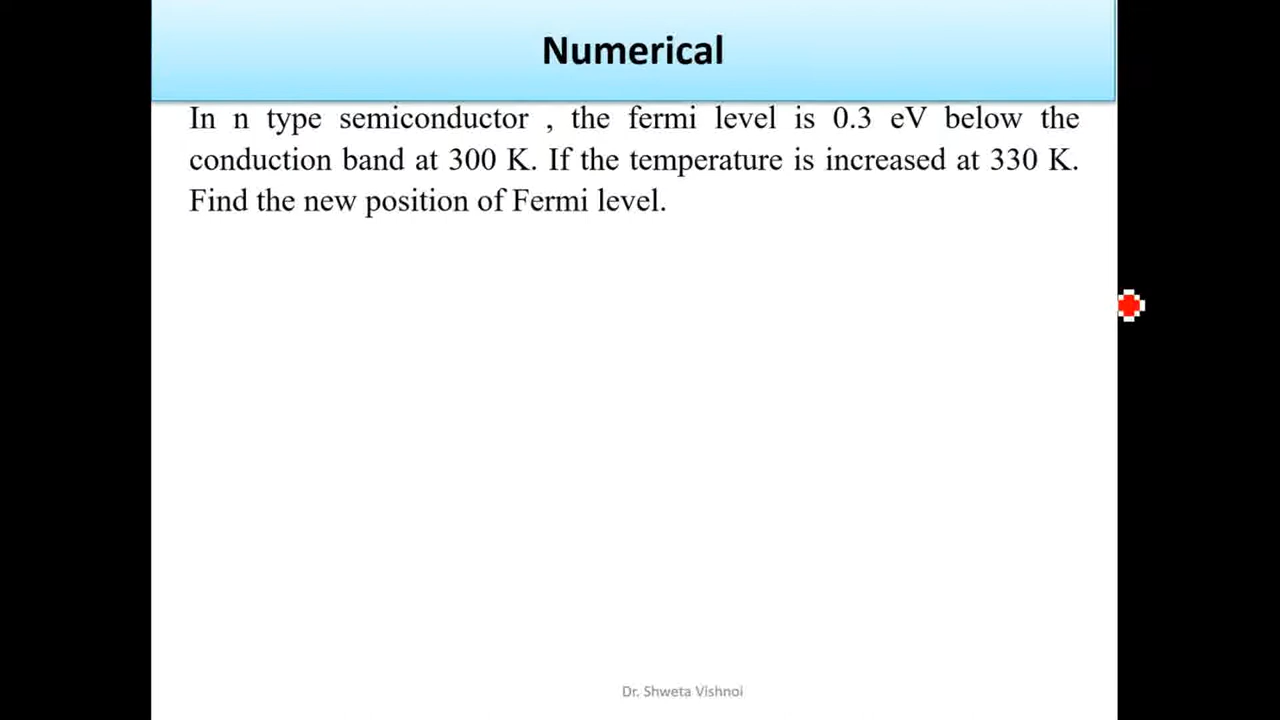 Numerical
In n type semiconductor , the fermi level is 0.3 eV below the
conduction band at 300 K. If the temperature is increased at 330 K.
Find the new position of Fermi level.
Dr. Shweta Vishnoi